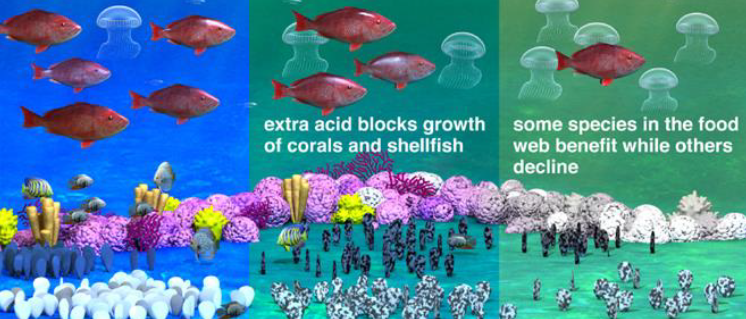 extra acid blocks growth
of corals and shellfish
some species in the food
web benefit while others
decline